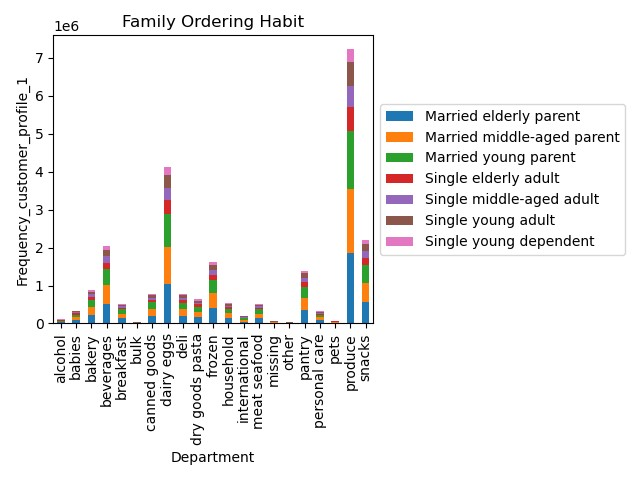 Family Ordering Habit
1e6
7
6
5
4
3
2
1
0
Frequency_customer_profile_1
alcohol
babies
bakery
beverages
breakfast
bulk
canned goods
dairy eggs
deli
dry goods pasta
frozen
household
international
meat seafood
missing
other
pantry
personal care
pets
produce
snacks
Department
Married elderly parent
Married middle-aged parent
Married young parent
Single elderly adult
Single middle-aged adult
Single young adult
Single young dependent